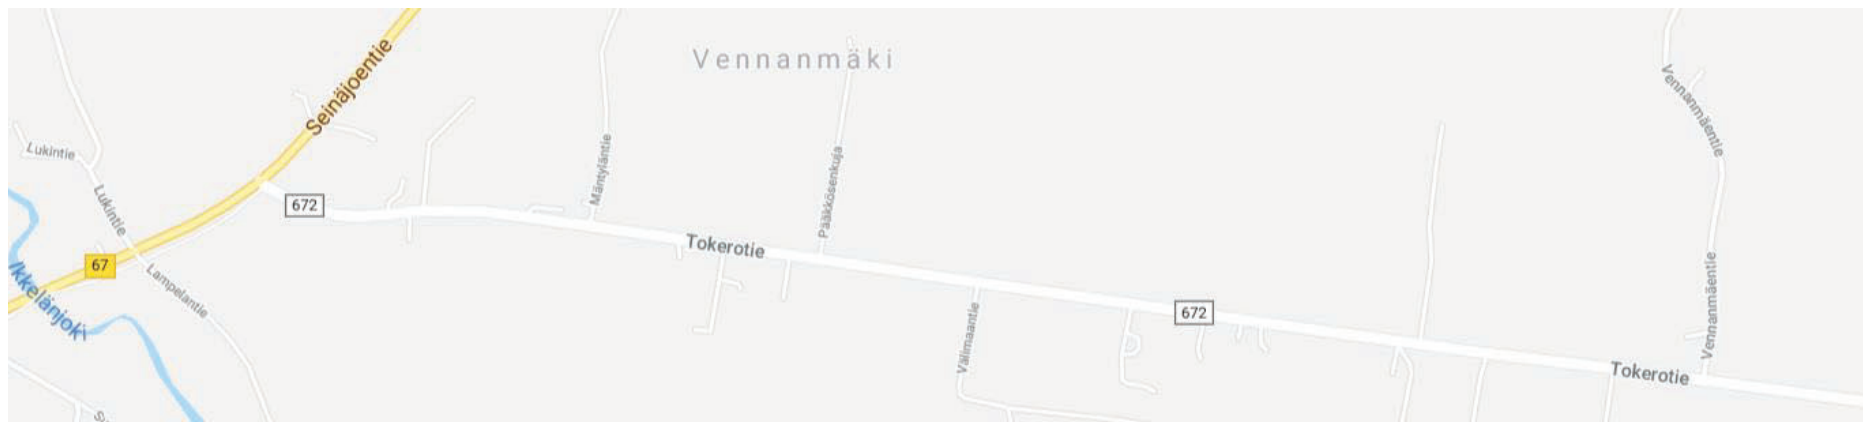 Vennanmäki
Seinäjoentie
Vennanmäentie
Lukintie
Mäntyläntie
Pääkkösenkuja
Lukintie
672
Tokerotie
67
Lampelantie
Ikkelänjoki
Vennanmäentie
672
Välimaantie
Tokerotie